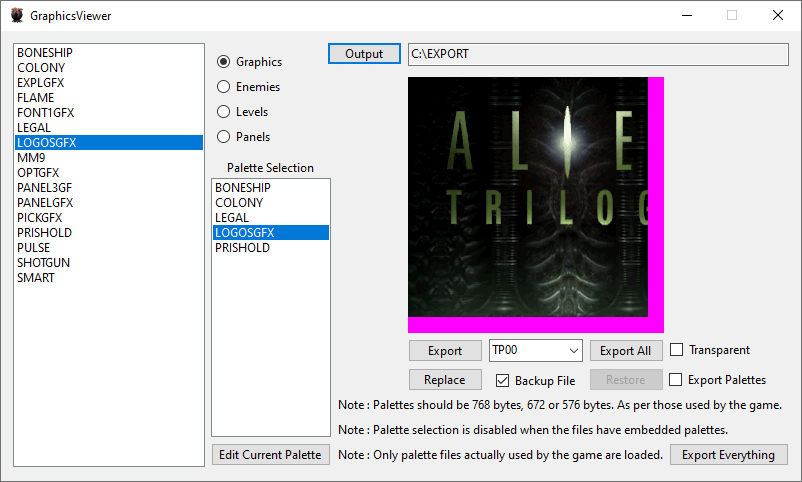 GraphicsViewer
BONESHIP
COLONY
EXPLGFX
FLAME
FONT1GFX
LEGAL
LOGOSGFX
MM9
OPTGFX
PANEL3GF
PANELGFX
PICKGFX
PRISHOLD
PULSE
SHOTGUN
SMART
Graphics
Enemies
Levels
Panels
Palette Selection
BONESHIP
COLONY
LEGAL
LOGOSGFX
PRISHOLD
Edit Current Palette
Output C:\EXPORT
ALIE
TRILOG
Export TP00 Export All Transparent
Replace Backup File Restore Export Palettes
Note : Palettes should be 768 bytes, 672 or 576 bytes. As per those used by the game.
Note : Palette selection is disabled when the files have embedded palettes.
Note : Only palette files actually used by the game are loaded. Export Everything